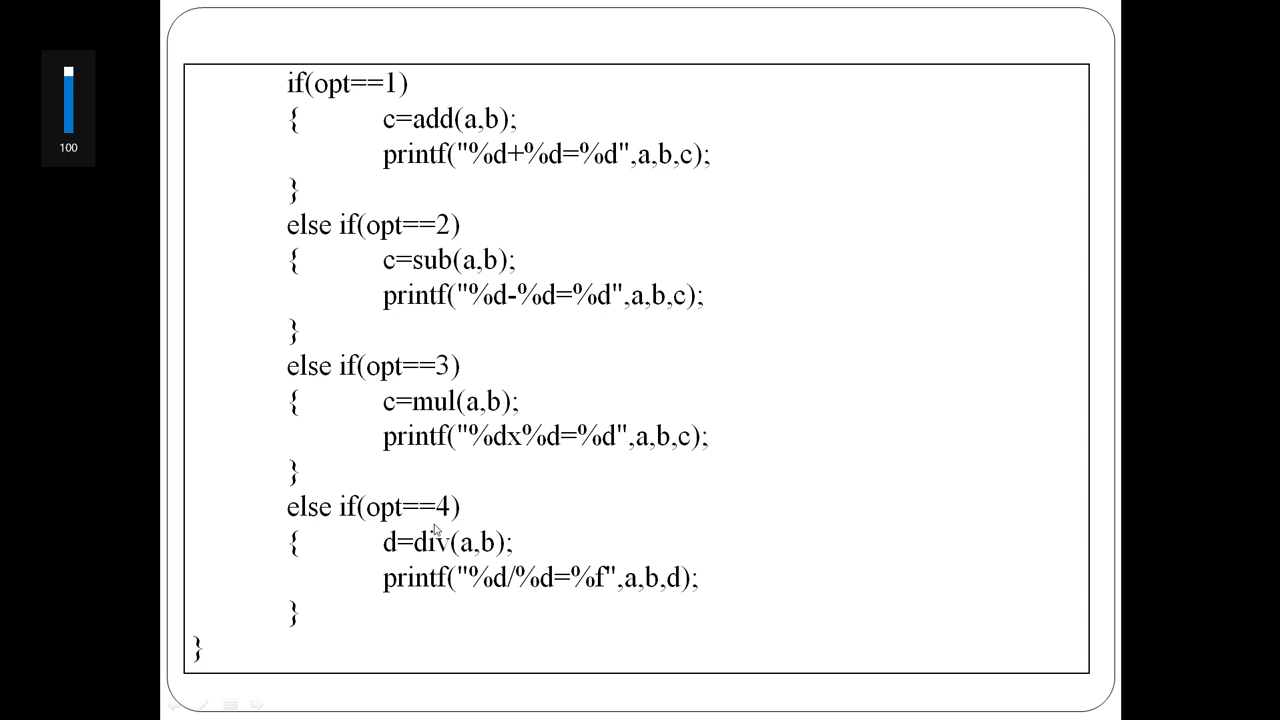 100
if(opt==1)
{ c=add(a,b);
printf("%d+%d=%d",a,b,c);
}
else if(opt==2)
{ c=sub(a,b);
printf("%d-%d=%d",a,b,c);
}
else if(opt==3)
{ c=mul(a,b);
printf("%dx%d=%d",a,b,c);
}
else if(opt==4)
{ d=div(a,b);
printf("%d/%d=%f",a,b,d);
}
}